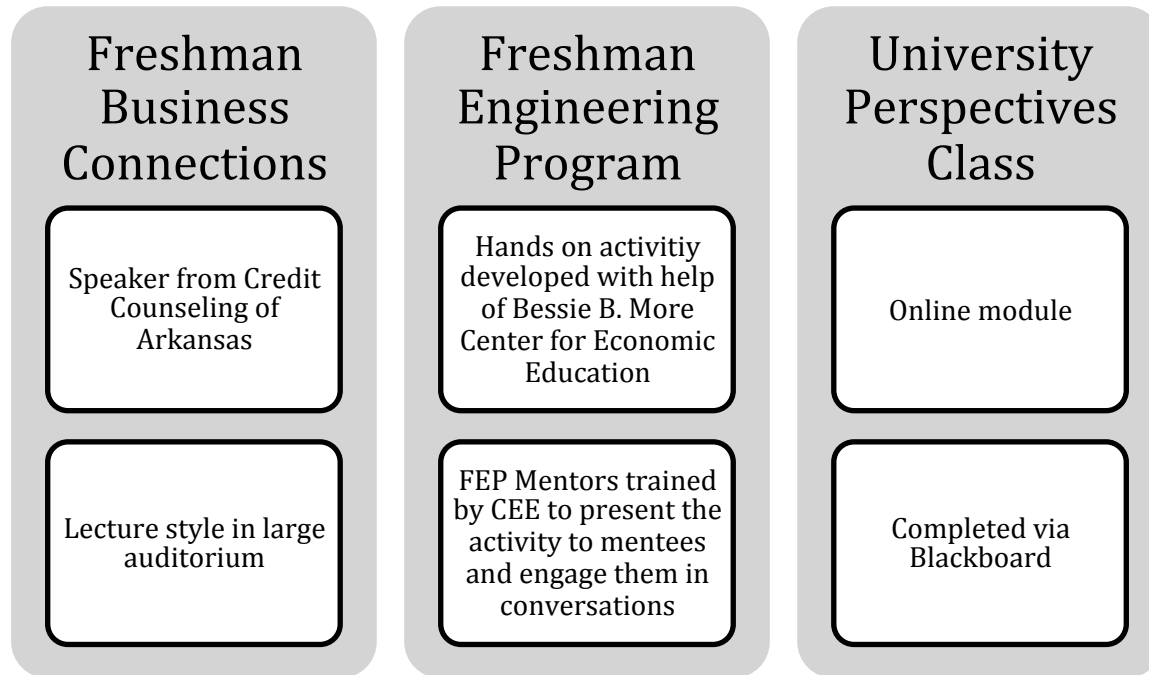 Freshman
Business
Connections
Speaker from Credit
Counseling of
Arkansas
Lecture style in large
auditorium
Freshman
Engineering
Program
Hands on activitiy
developed with help
of Bessie B. More
Center for Economic
Education
FEP Mentors trained
by CEE to present the
activity to mentees
and engage them in
conversations
University
Perspectives
Class
Online module
Completed via
Blackboard